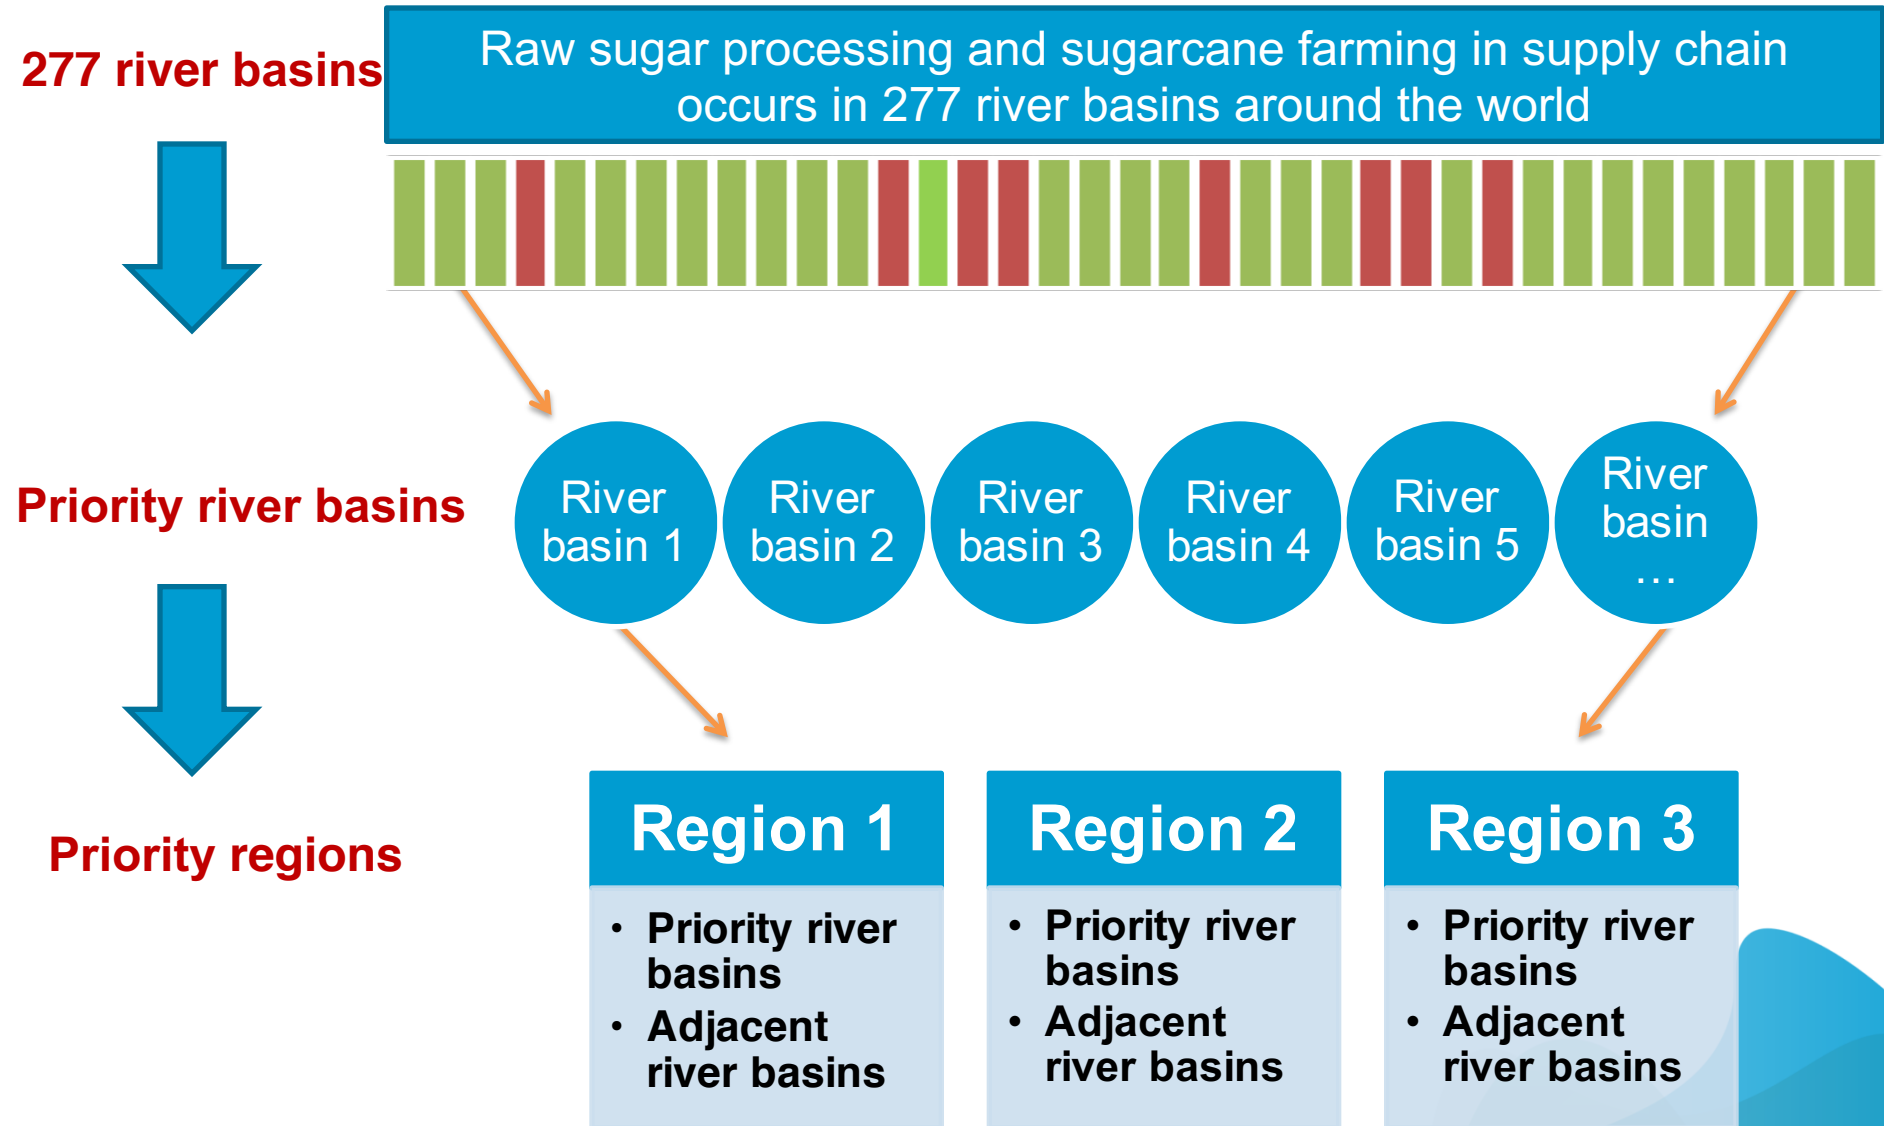 277 river basins
Raw sugar processing and sugarcane farming in supply chain
occurs in 277 river basins around the world
Priority river basins
River
basin 1
River
basin 2
River
basin 3
River
basin 4
River
basin 5
River
basin
…
Priority regions
Region 1
• Priority river
basins
• Adjacent
river basins
Region 2
• Priority river
basins
• Adjacent
river basins
Region 3
• Priority river
basins
• Adjacent
river basins